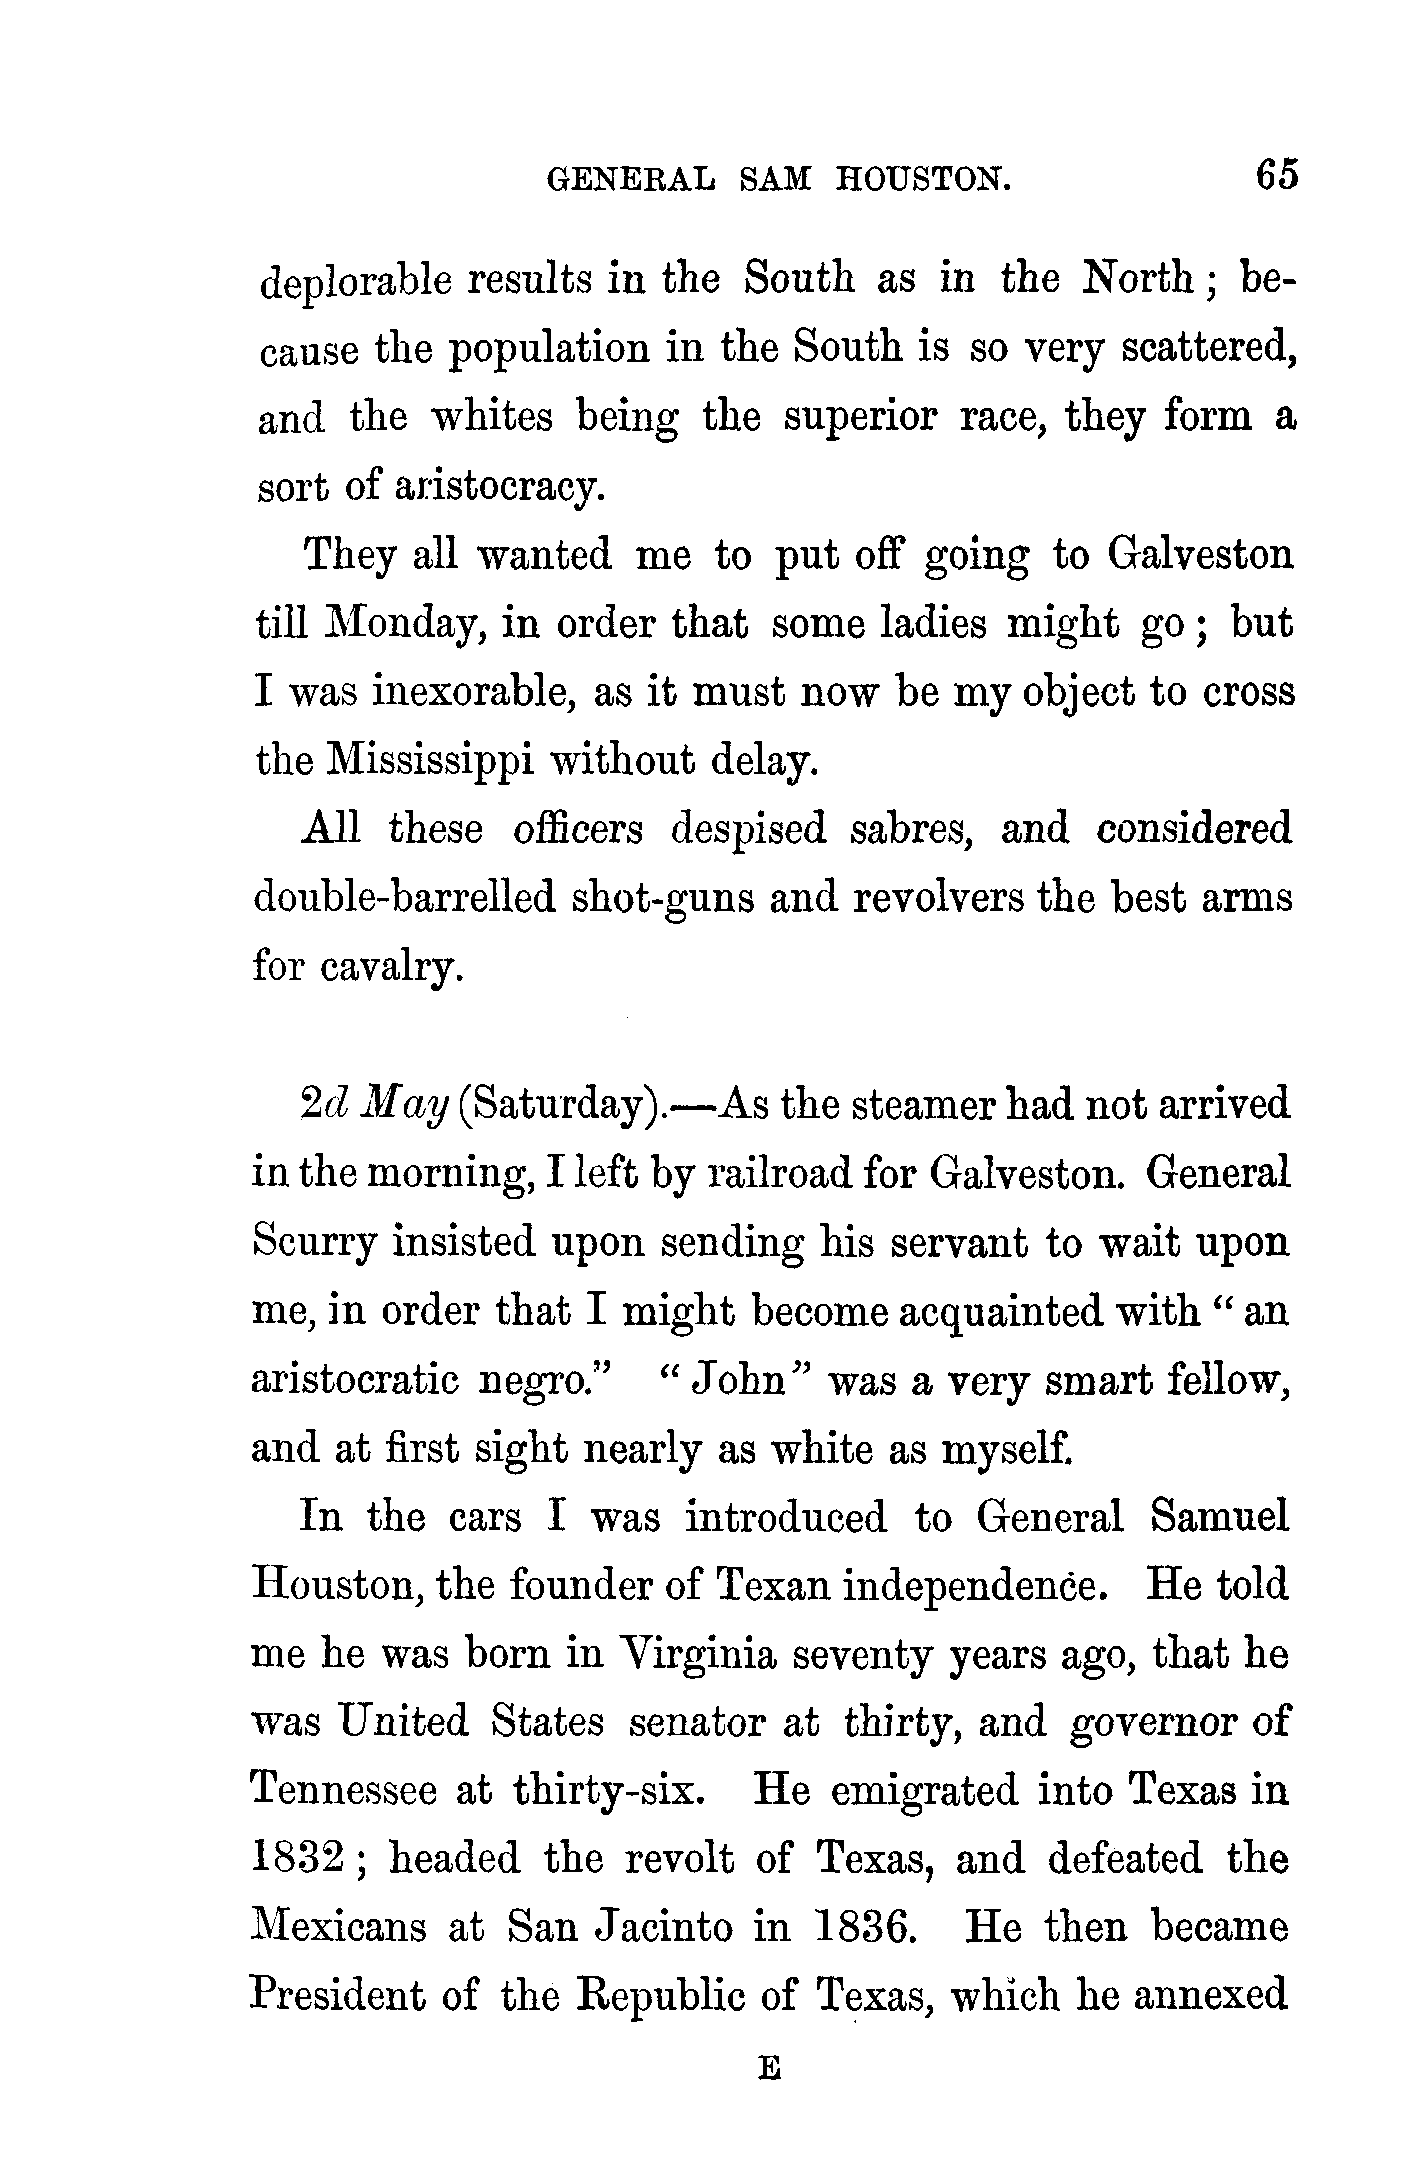 GENERAL SAM HOUSTON. 65
deplorable results in the South as in the North ; be-
cause the population in the South is so very scattered,
and the whites being the superior race, they form a
sort of aristocracy.
They all wanted me to put off going to Galveston
till Monday, in order that some ladies might go ; but
I was inexorable, as it must now be my object to cross
the Mississippi without delay.
All these officers despised sabres, and considered
double-barrelled shot-guns and revolvers the best arms
for cavalry.
2d May (Saturday).—As the steamer had not arrived
in the morning, I left by railroad for Galveston. General
Scurry insisted upon sending his servant to wait upon
me, in order that I might become acquainted with “ an
aristocratic negro.” “ John ” was a very smart fellow,
and at first sight nearly as white as myself.
In the cars I was introduced to General Samuel
Houston, the founder of Texan independence. He told
me he was born in Virginia seventy years ago, that he
was United States senator at thirty, and governor of
Tennessee at thirty-six. He emigrated into Texas in
1832 ; headed the revolt of Texas, and defeated the
Mexicans at San Jacinto in 1836. He then became
President of the Republic of Texas, which he annexed
E